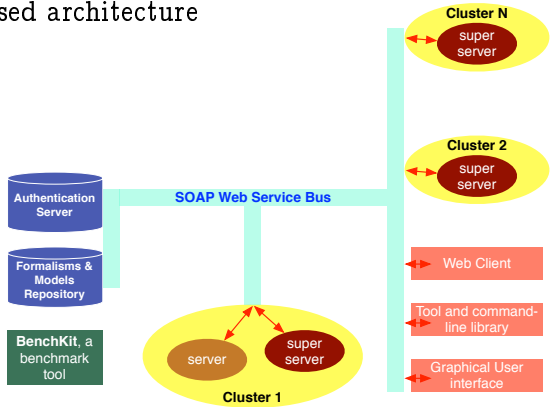 sed architecture
Cluster N
super
server
Cluster 2
super
server
Authentication
Server
SOAP Web Service Bus
Formalisms &
Models
Repository
Web Client
Tool and command-
line library
BenchKit, a
benchmark
tool
server
super
server
Graphical User
interface
Cluster 1